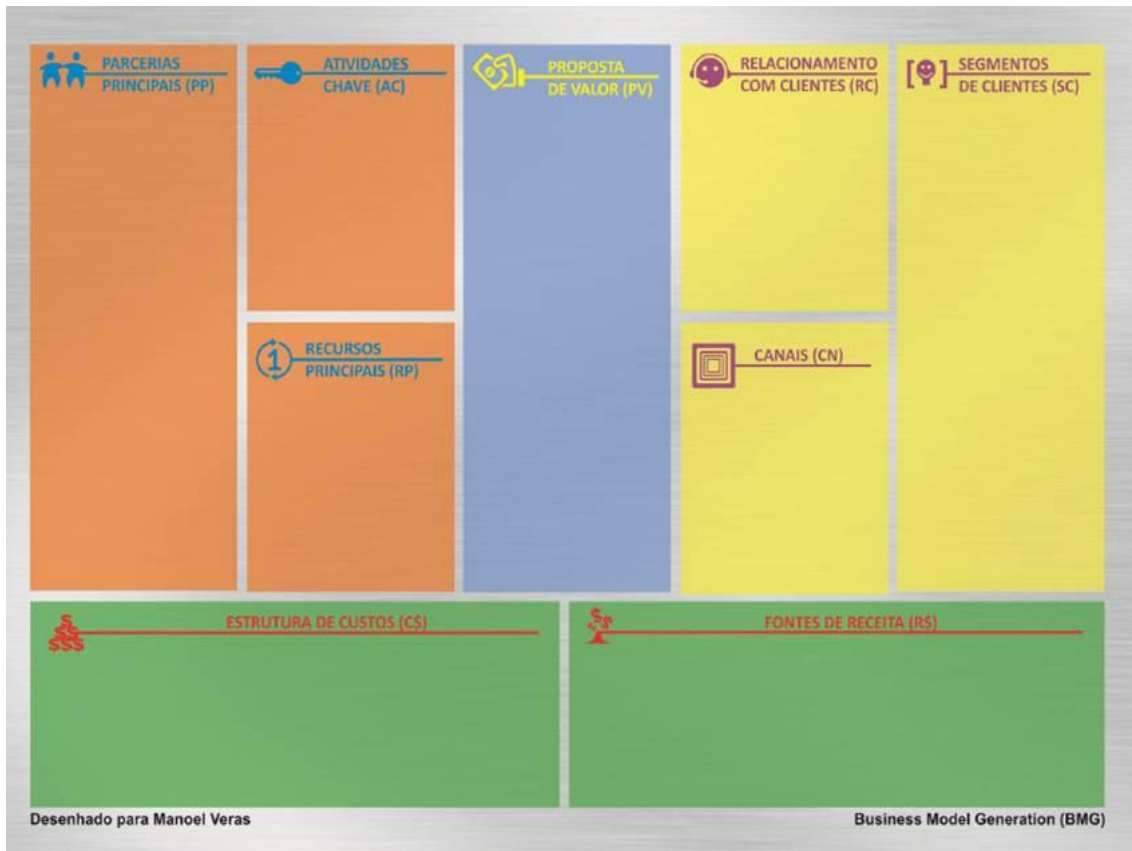 PARCERIAS
PRINCIPAIS (PP)
ATIVIDADES
CHAVE (AC)
PROPOSTA
DE VALOR (PV)
RELACIONAMENTO
COM CLIENTES (RC)
SEGMENTOS
DE CLIENTES (SC)
1
RECURSOS
PRINCIPAIS (RP)
CANAIS (CN)
$
$$
$$$
ESTRUTURA DE CUSTOS (C$)
FONTES DE RECEITA (R$)
Desenhado para Manoel Veras
Business Model Generation (BMG)